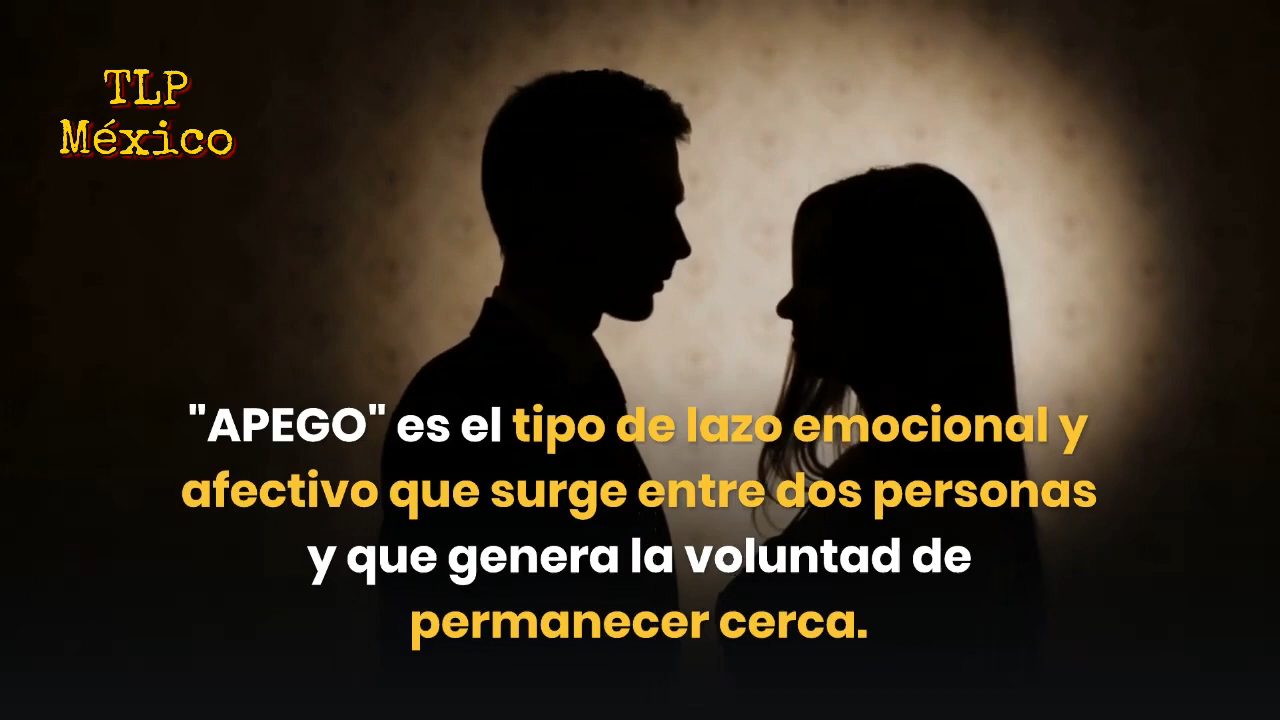 TLP
México
"APEGO" es el tipo de lazo emocional y
afectivo que surge entre dos personas
y que genera la voluntad de
permanecer cerca.